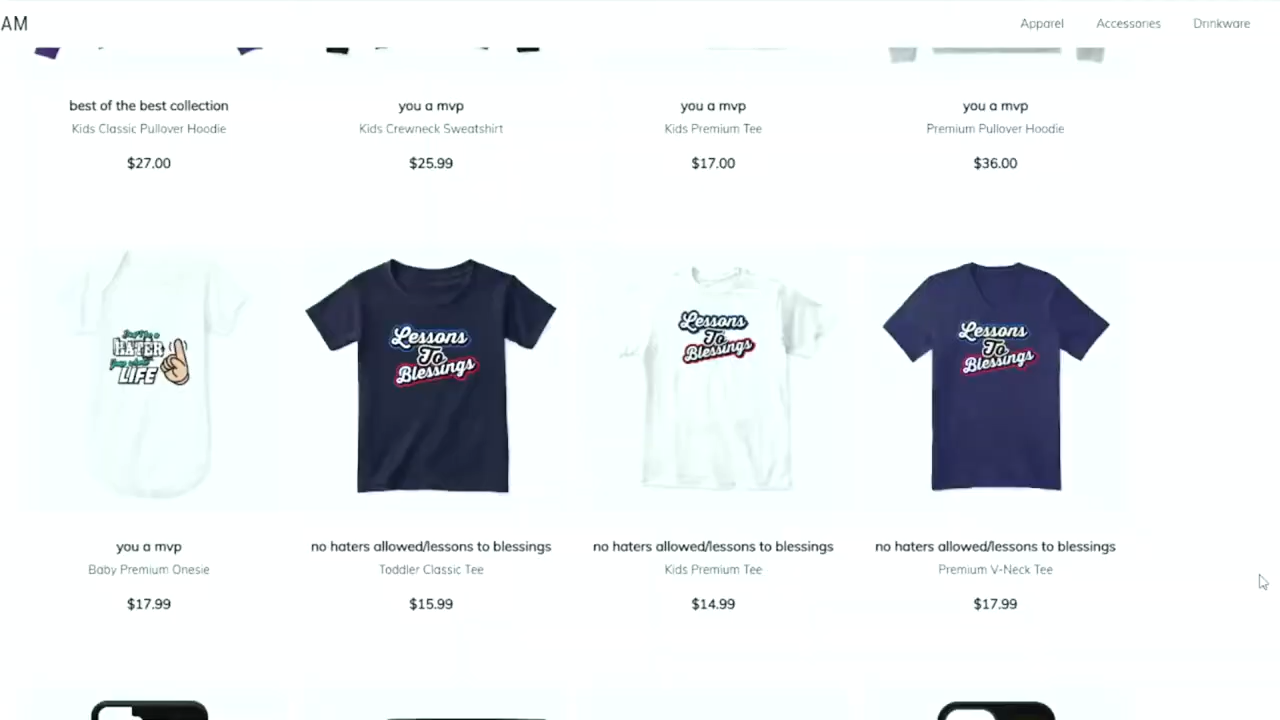 AM
Apparel
Accessories
Drinkware
best of the best collection
Kids Classic Pullover Hoodie
$27.00
you a mvp
Kids Crewneck Sweatshirt
$25.99
you a mvp
Kids Premium Tee
$17.00
you a mvp
Premium Pullover Hoodie
$36.00
HATER
LIFE
Lessons
To
Blessings
Lessons
To
Blessings
Lessons
To
Blessings
you a mvp
Baby Premium Onesie
$17.99
no haters allowed/lessons to blessings
Toddler Classic Tee
$15.99
no haters allowed/lessons to blessings
Kids Premium Tee
$14.99
no haters allowed/lessons to blessings
Premium V-Neck Tee
$17.99